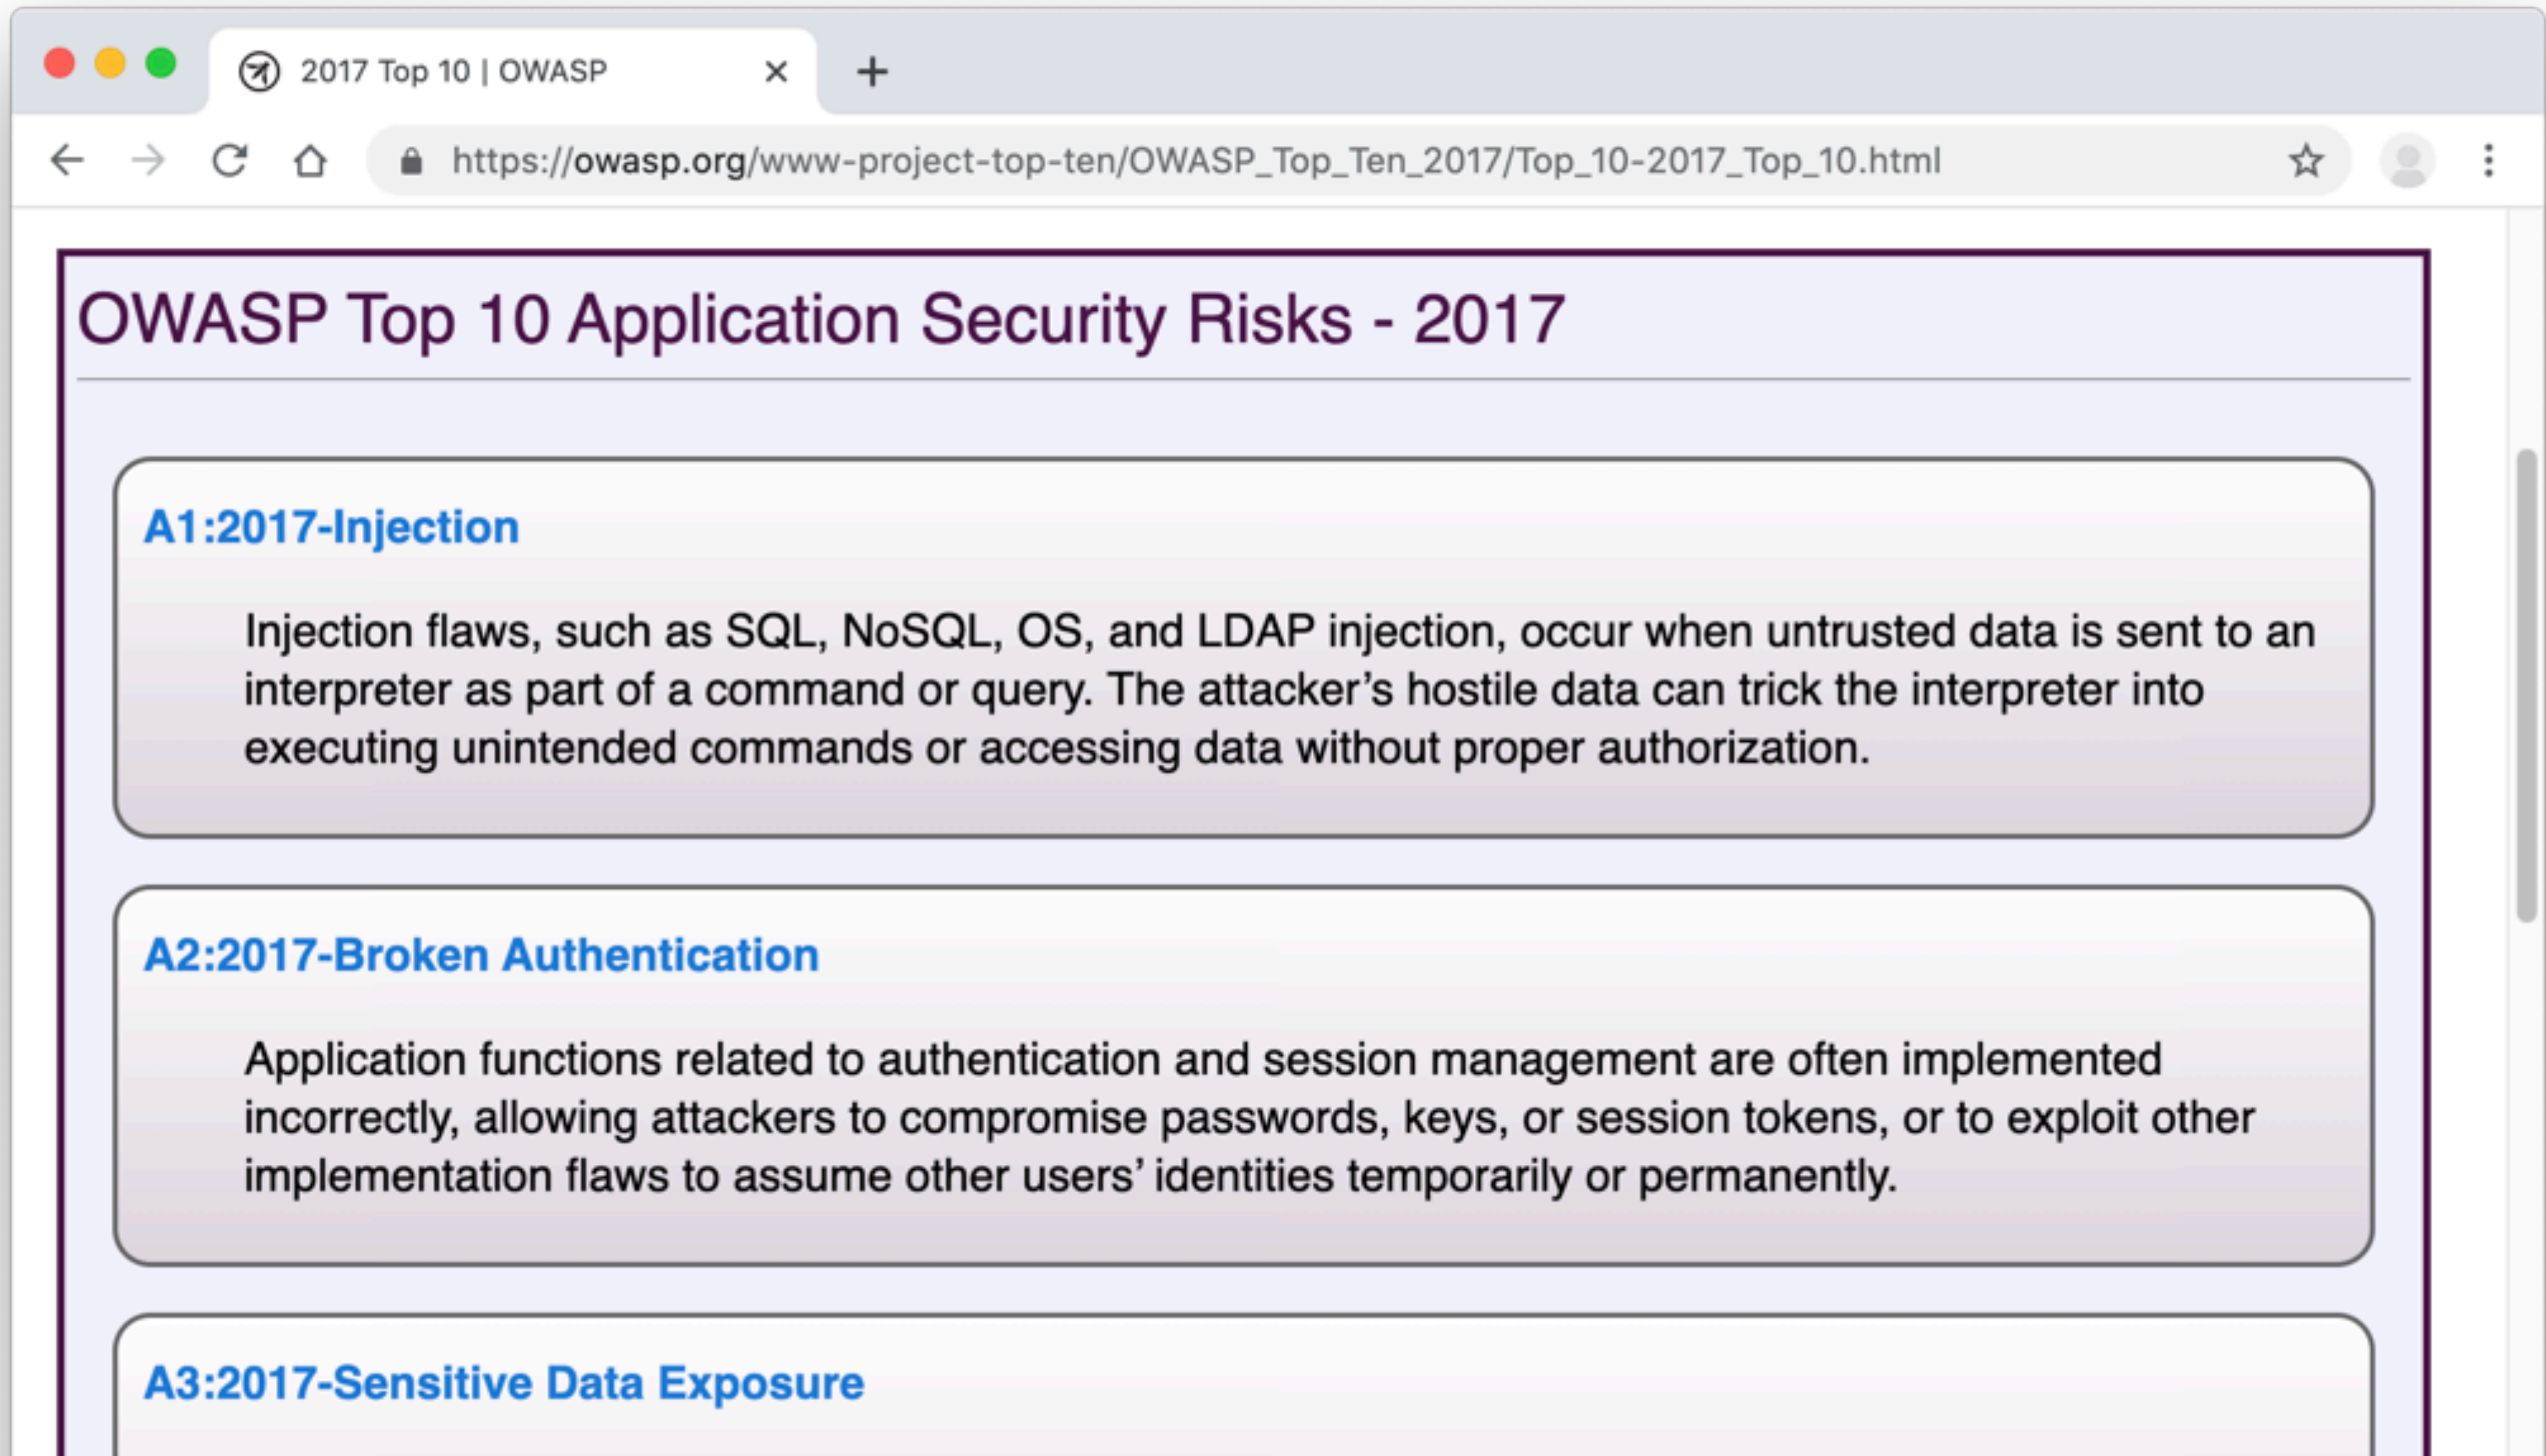 2017 Top 10 | OWASP
https://owasp.org/www-project-top-ten/OWASP_Top_Ten_2017/Top_10-2017_Top_10.html
OWASP Top 10 Application Security Risks - 2017
A1:2017-Injection
Injection flaws, such as SQL, NoSQL, OS, and LDAP injection, occur when untrusted data is sent to an
interpreter as part of a command or query. The attacker’s hostile data can trick the interpreter into
executing unintended commands or accessing data without proper authorization.
A2:2017-Broken Authentication
Application functions related to authentication and session management are often implemented
incorrectly, allowing attackers to compromise passwords, keys, or session tokens, or to exploit other
implementation flaws to assume other users’ identities temporarily or permanently.
A3:2017-Sensitive Data Exposure